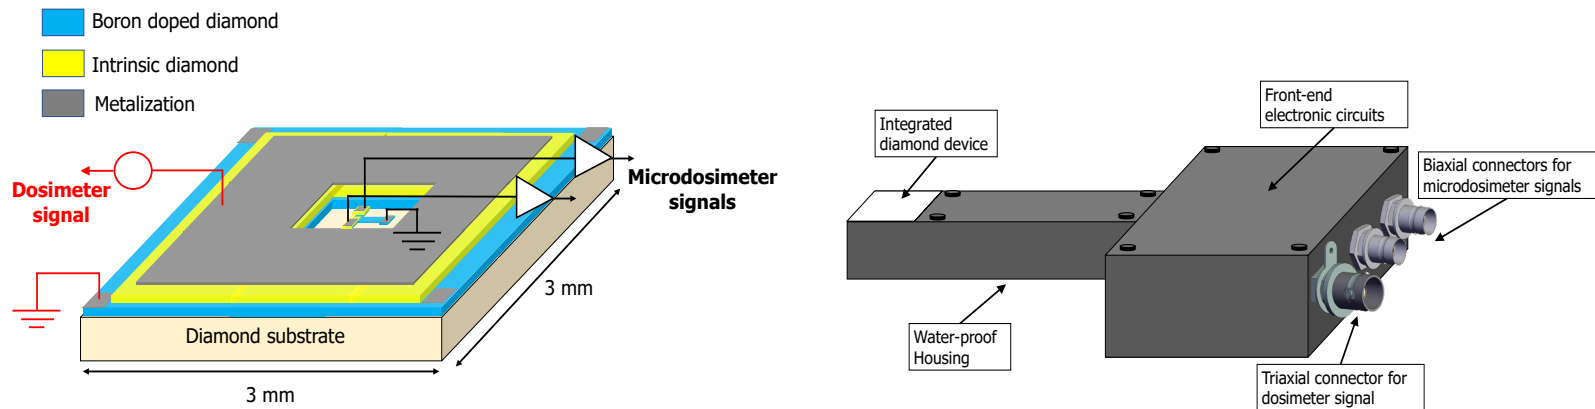 Boron doped diamond
Intrinsic diamond
Metalization
Dosimeter
signal
Microdosimeter
signals
3 mm
Diamond substrate
3 mm
Integrated
diamond device
Front-end
electronic circuits
Biaxial connectors for
microdosimeter signals
Water-proof
Housing
Triaxial connector for
dosimeter signal